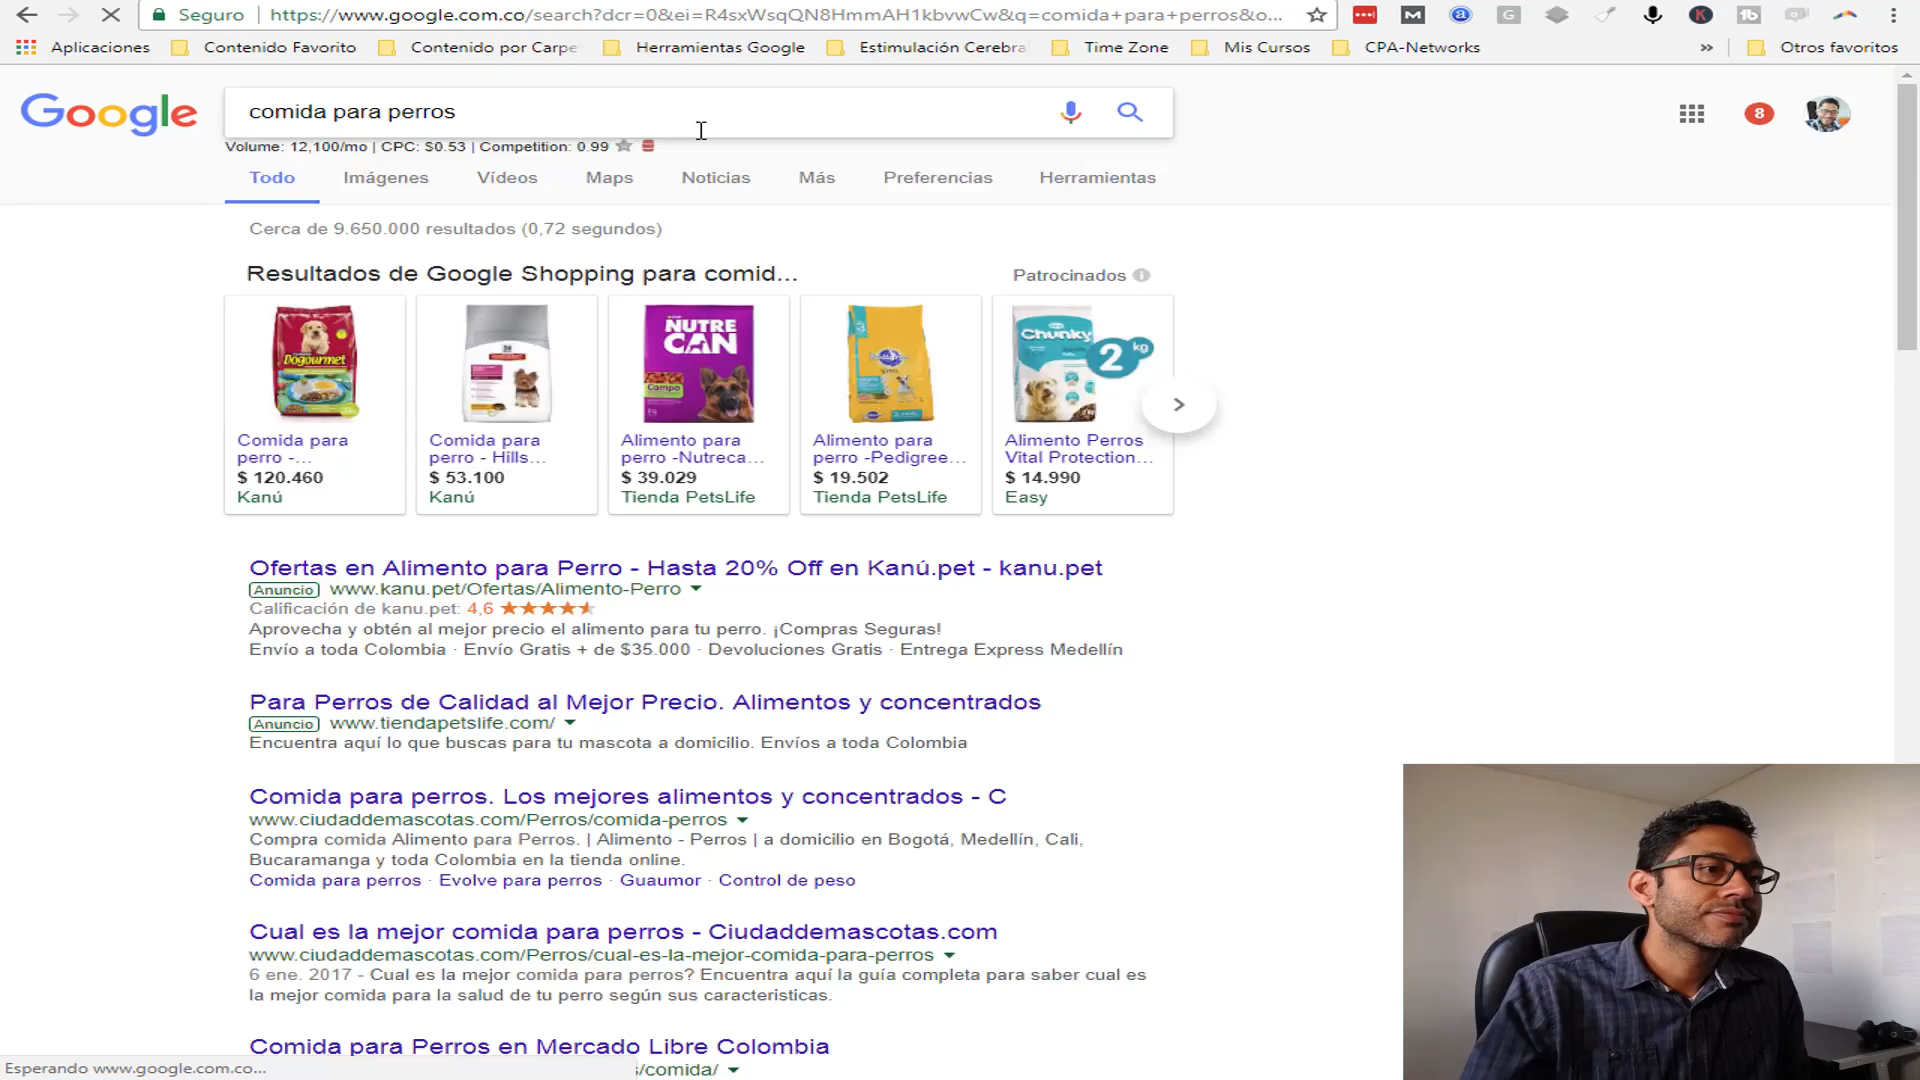 Seguro https://www.google.com.co/search?dcr=0&ei=R4sxWsqQN8HmmAH1kbvwCw&q=comida+para+perros&o...
Aplicaciones Contenido Favorito Contenido por Carpe Herramientas Google Estimulación Cerebra Time Zone Mis Cursos CPA-Networks » Otros favoritos
Google comida para perros 8
Volume: 12,100/mo | CPC: $0.53 | Competition: 0.99
Todo Imágenes Vídeos Maps Noticias Más Preferencias Herramientas
Cerca de 9.650.000 resultados (0,72 segundos)
Resultados de Google Shopping para comid... Patrocinados
Dogourmet NUTRE CAN Campo Pedigree Chunky 2 kg
Comida para Comida para Alimento para Alimento para Alimento Perros
perro -... perro - Hills... perro -Nutreca... perro -Pedigree... Vital Protection...
$ 120.460 $ 53.100 $ 39.029 $ 19.502 $ 14.990
Kanú Kanú Tienda PetsLife Tienda PetsLife Easy
Ofertas en Alimento para Perro - Hasta 20% Off en Kanú.pet - kanu.pet
Anuncio www.kanu.pet/Ofertas/Alimento-Perro
Calificación de kanu.pet: 4,6
Aprovecha y obtén al mejor precio el alimento para tu perro. ¡Compras Seguras!
Envío a toda Colombia · Envío Gratis + de $35.000 · Devoluciones Gratis · Entrega Express Medellín
Para Perros de Calidad al Mejor Precio. Alimentos y concentrados
Anuncio www.tiendapetslife.com/
Encuentra aquí lo que buscas para tu mascota a domicilio. Envíos a toda Colombia
Comida para perros. Los mejores alimentos y concentrados - C
www.ciudaddemascotas.com/Perros/comida-perros
Compra comida Alimento para Perros. | Alimento - Perros | a domicilio en Bogotá, Medellín, Cali,
Bucaramanga y toda Colombia en la tienda online.
Comida para perros · Evolve para perros · Guaumor · Control de peso
Cual es la mejor comida para perros - Ciudaddemascotas.com
www.ciudaddemascotas.com/Perros/cual-es-la-mejor-comida-para-perros
6 ene. 2017 - Cual es la mejor comida para perros? Encuentra aquí la guía completa para saber cual es
la mejor comida para la salud de tu perro según sus caracteristicas.
Comida para Perros en Mercado Libre Colombia
Esperando www.google.com.co... s/comida/